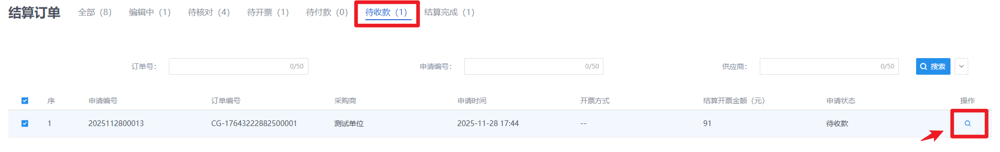 结算订单 全部（8） 编辑中（1） 待核对（4） 待开票（1） 待付款（0） 待收款（1） 结算完成（1）
订单号： 0/50 申请编号： 0/50 供应商： 0/50 搜索
序 申请编号 订单编号 采购商 申请时间 开票方式 结算开票金额（元） 申请状态 操作
1 2025112800013 CG-17643222882500001 测试单位 2025-11-28 17:44 -- 91 待收款